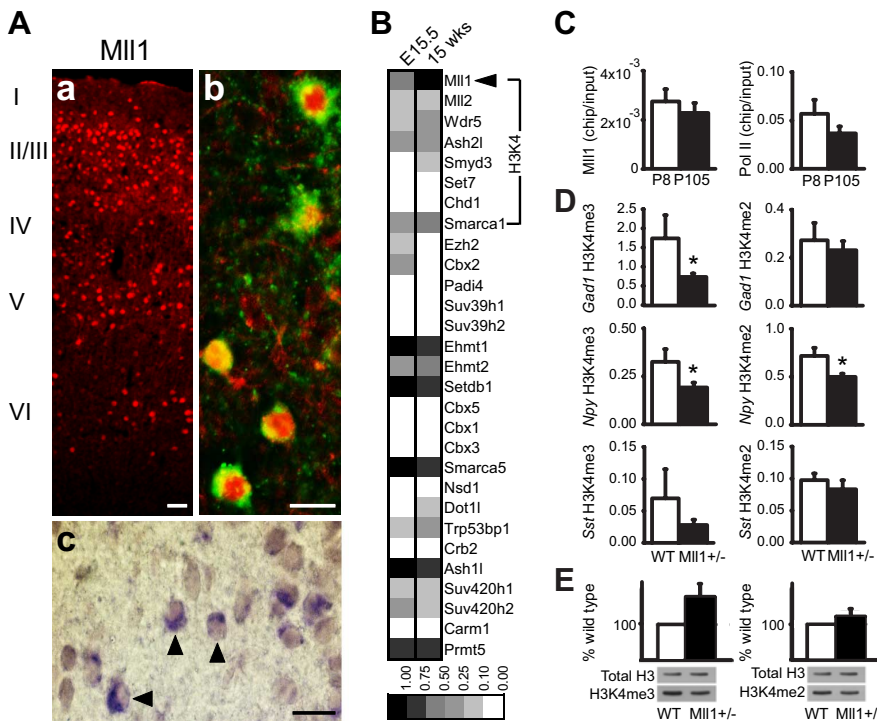 A
Mll1
a
b
I
II/III
IV
V
VI
c
B
E15.5
15 wks
Mll1
Mll2
Wdr5
Ash2l
Smyd3
Set7
Chd1
Smarca1
H3K4
Ezh2
Cbx2
Padi4
Suv39h1
Suv39h2
Ehmt1
Ehmt2
Setdb1
Cbx5
Cbx1
Cbx3
Smarca5
Nsd1
Dot1l
Trp53bp1
Crb2
Ash1l
Suv420h1
Suv420h2
Carm1
Prmt5
1.00 0.75 0.50 0.25 0.10 0.00
C
Mll1 (chip/input)
4x10-3
2x10-3
0
P8 P105
Pol II (chip/input)
0.10
0.05
0.00
P8 P105
D
Gad1 H3K4me3
2.5
2.0
1.5
1.0
0.5
0.0
*
Gad1 H3K4me2
0.4
0.2
0.0
Npy H3K4me3
0.50
0.25
0.00
*
Npy H3K4me2
1.0
0.5
0.0
*
Sst H3K4me3
0.15
0.10
0.05
0.00
WT Mll1+/-
Sst H3K4me2
0.15
0.10
0.05
0.00
WT Mll1+/-
E
% wild type
100
Total H3
H3K4me3
WT Mll1+/-
% wild type
100
Total H3
H3K4me2
WT Mll1+/-